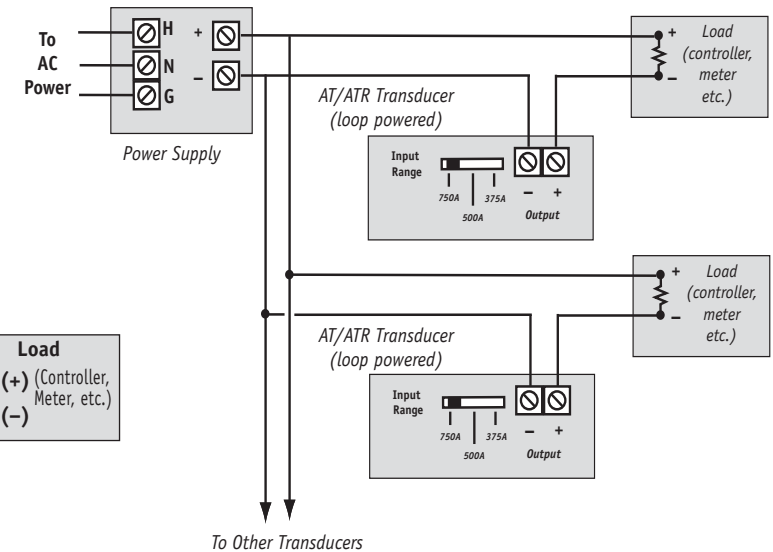 To
AC
Power
H
N
G
+
–
Power Supply
AT/ATR Transducer
(loop powered)
Input
Range
750A
500A
375A
– +
Output
+
–
Load
(controller,
meter
etc.)
AT/ATR Transducer
(loop powered)
Input
Range
750A
500A
375A
– +
Output
+
–
Load
(controller,
meter
etc.)
Load
(+) (Controller,
Meter, etc.)
(–)
To Other Transducers